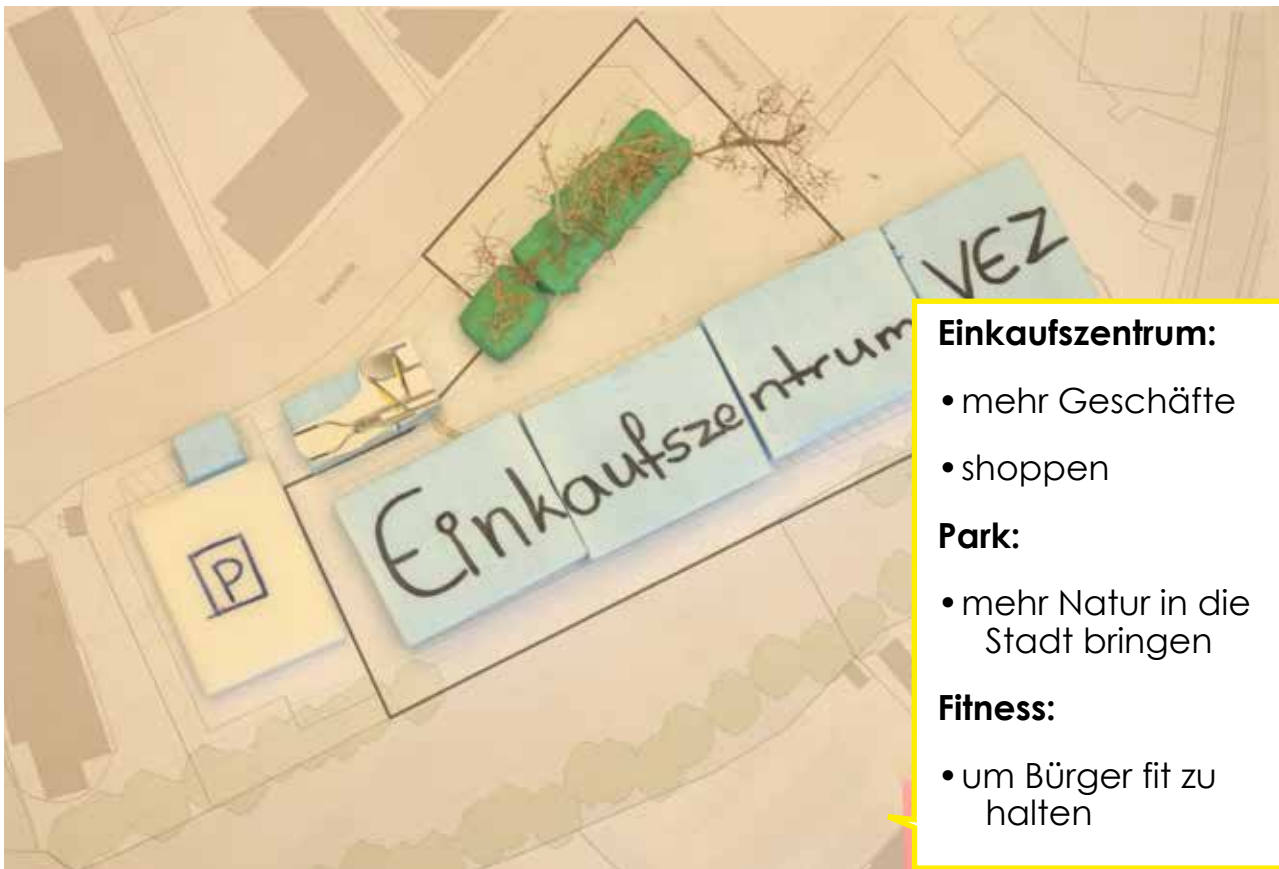 Einkaufszentrum VEZ
P
Einkaufszentrum:
• mehr Geschäfte
• shoppen
Park:
• mehr Natur in die
Stadt bringen
Fitness:
• um Bürger fit zu
halten